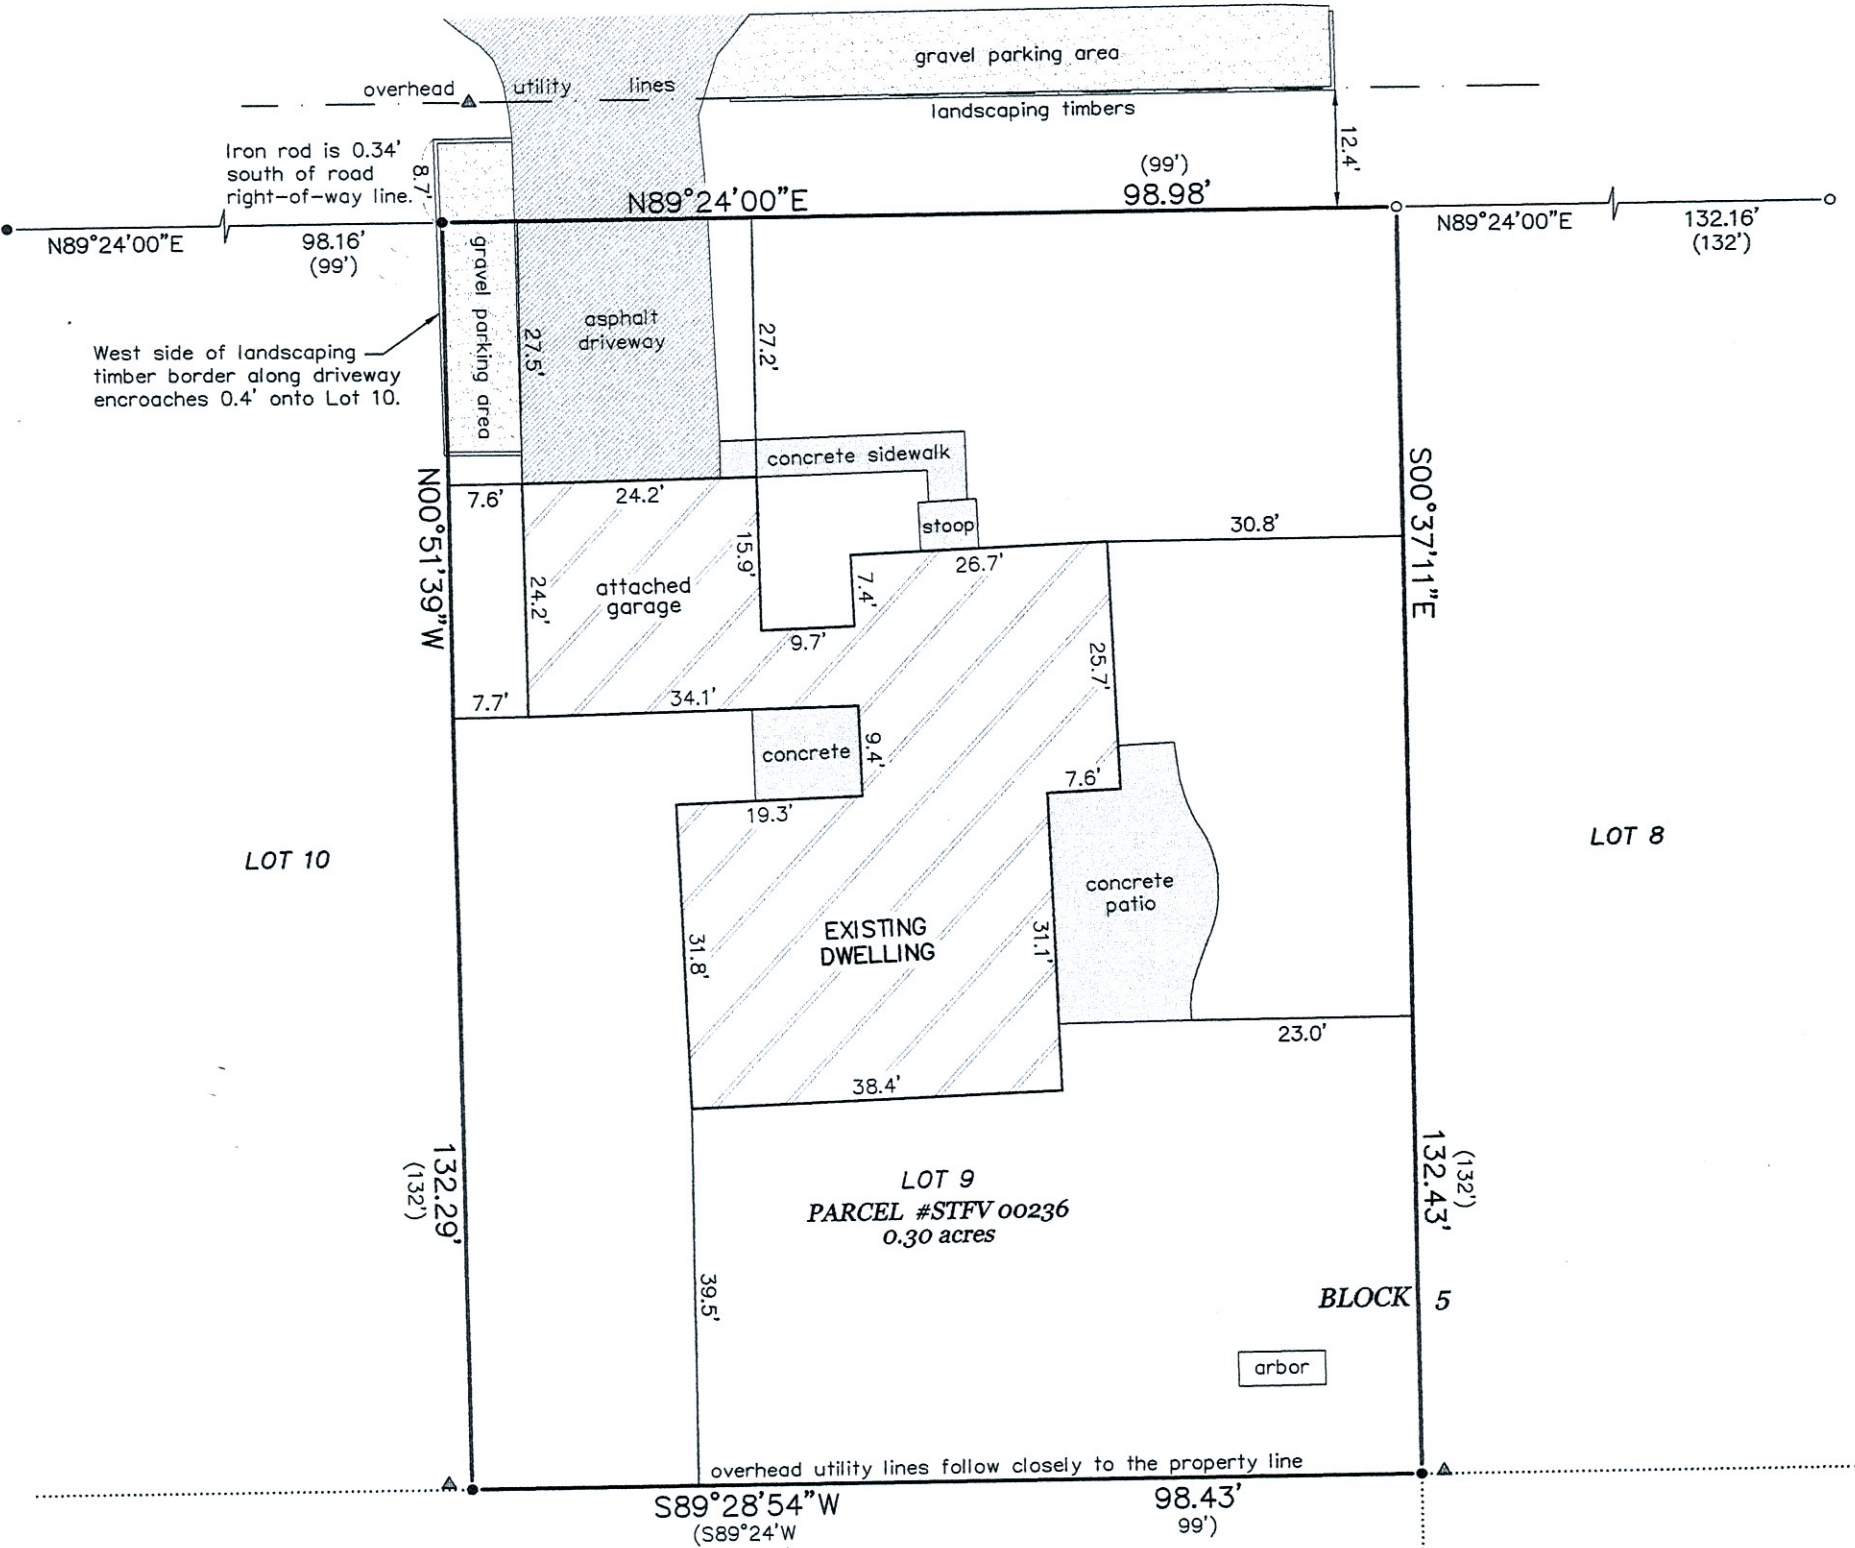 gravel parking area
overhead utility lines
landscaping timbers
12.4'
Iron rod is 0.34'
south of road
right-of-way line.
8.7'
(99')
N89°24'00"E
98.98'
N89°24'00"E
98.16'
(99')
N89°24'00"E
132.16'
(132')
gravel parking area
27.5'
asphalt
driveway
27.2'
West side of landscaping
timber border along driveway
encroaches 0.4' onto Lot 10.
concrete sidewalk
N00°51'39"W
S00°37'11"E
7.6'
24.2'
stoop
30.8'
15.9'
26.7'
24.2'
attached
garage
7.4'
9.7'
25.7'
7.7'
34.1'
concrete
9.4'
7.6'
19.3'
LOT 10
LOT 8
concrete
patio
31.8'
EXISTING
DWELLING
31.1'
23.0'
38.4'
132.29'
(132')
132.43'
(132')
LOT 9
PARCEL #STFV 00236
0.30 acres
39.5'
BLOCK 5
arbor
overhead utility lines follow closely to the property line
S89°28'54"W
98.43'
(S89°24'W
99')